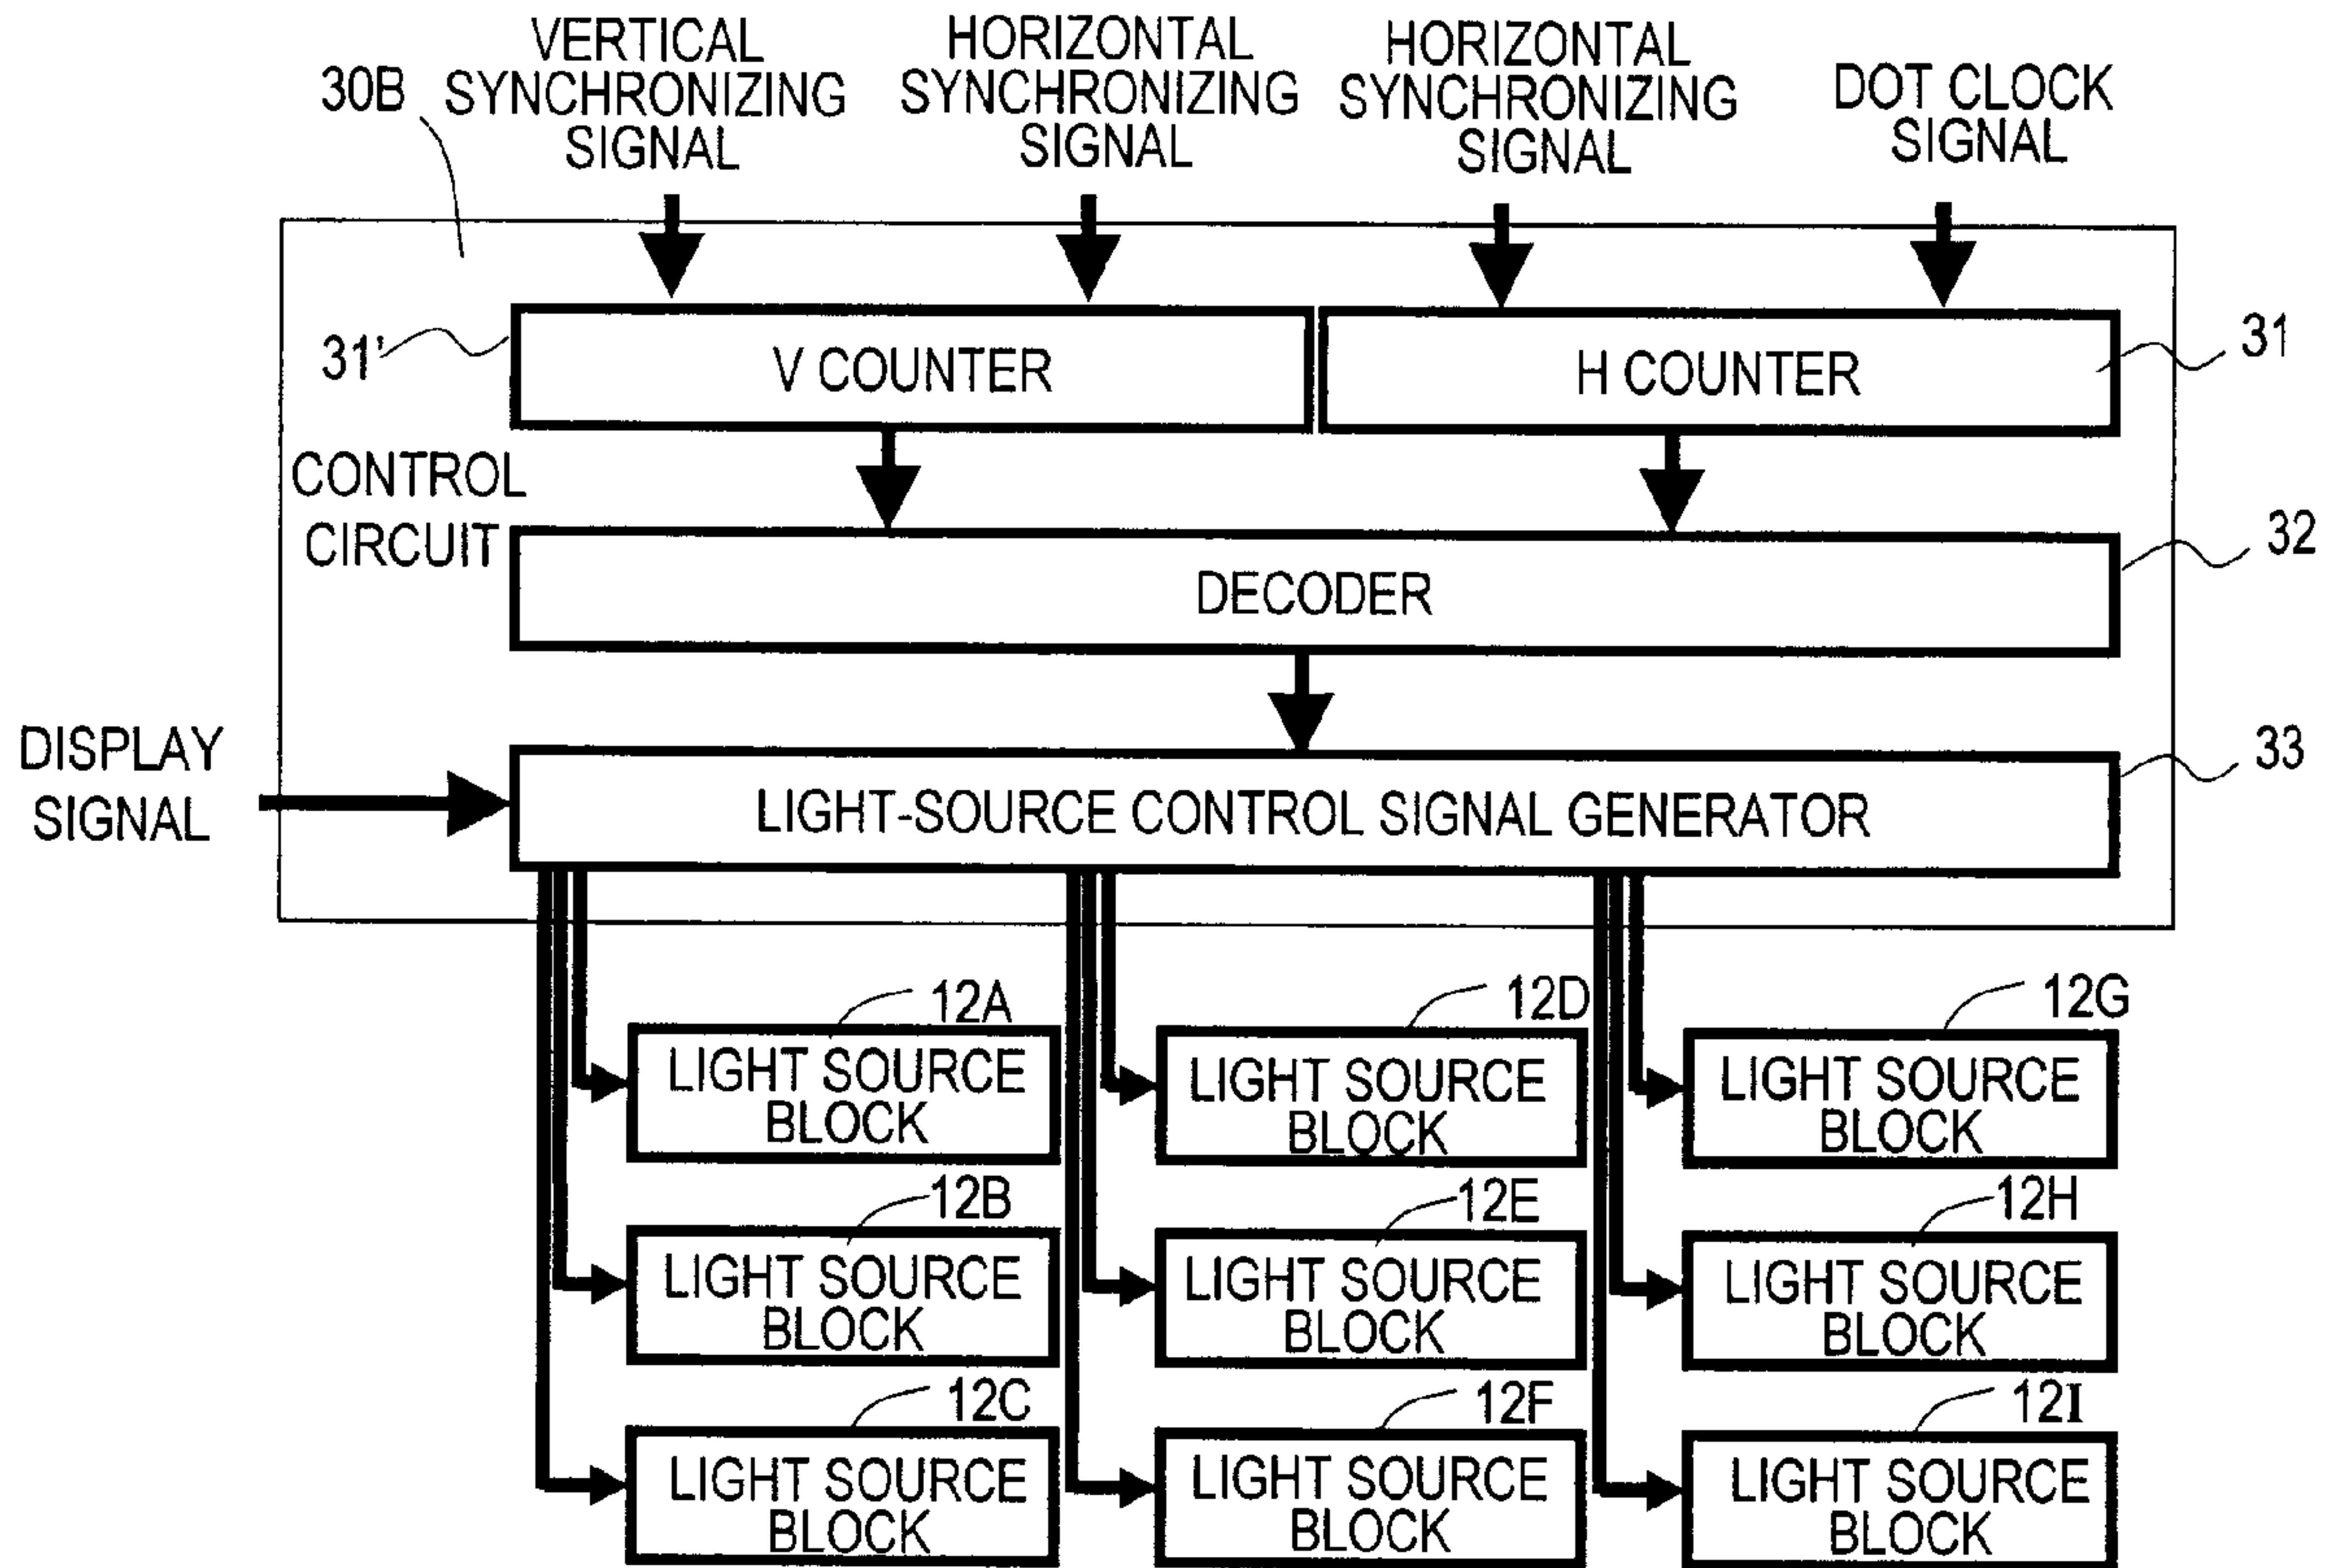 30B
VERTICAL
SYNCHRONIZING
SIGNAL
HORIZONTAL
SYNCHRONIZING
SIGNAL
HORIZONTAL
SYNCHRONIZING
SIGNAL
DOT CLOCK
SIGNAL
31'
V COUNTER
H COUNTER
31
CONTROL
CIRCUIT
DECODER
32
DISPLAY
SIGNAL
LIGHT-SOURCE CONTROL SIGNAL GENERATOR
33
12A
LIGHT SOURCE
BLOCK
12D
LIGHT SOURCE
BLOCK
12G
LIGHT SOURCE
BLOCK
12B
LIGHT SOURCE
BLOCK
12E
LIGHT SOURCE
BLOCK
12H
LIGHT SOURCE
BLOCK
12C
LIGHT SOURCE
BLOCK
12F
LIGHT SOURCE
BLOCK
12I
LIGHT SOURCE
BLOCK